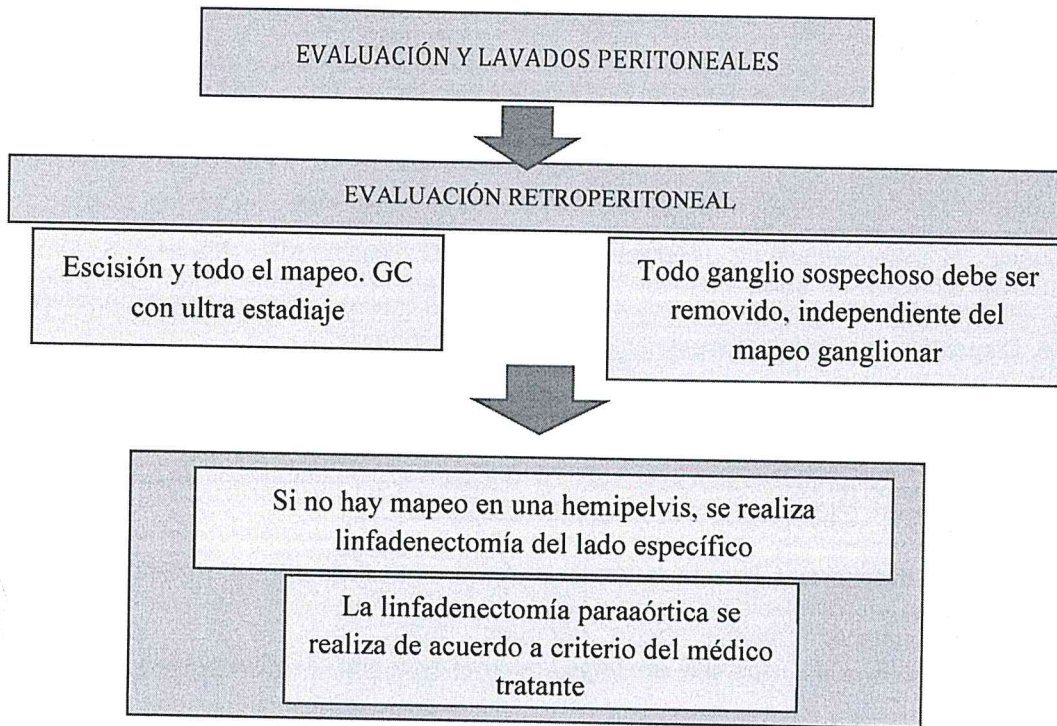 EVALUACIÓN Y LAVADOS PERITONEALES
EVALUACIÓN RETROPERITONEAL
Escisión y todo el mapeo. GC
con ultra estadiaje
Todo ganglio sospechoso debe ser
removido, independiente del
mapeo ganglionar
Si no hay mapeo en una hemipelvis, se realiza
linfadenectomía del lado específico
La linfadenectomía paraaórtica se
realiza de acuerdo a criterio del médico
tratante